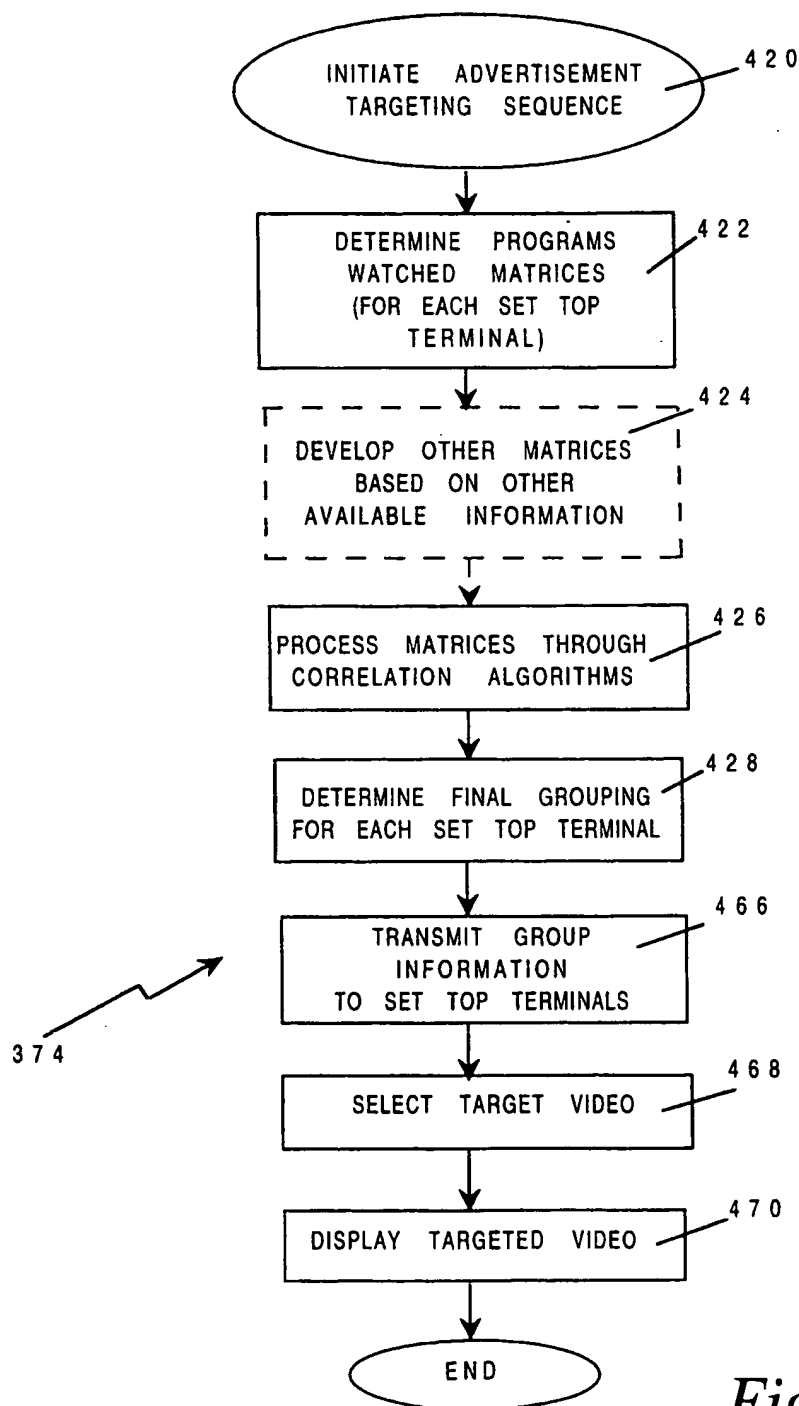 INITIATE ADVERTISEMENT
TARGETING SEQUENCE
420
DETERMINE PROGRAMS
WATCHED MATRICES
(FOR EACH SET TOP
TERMINAL)
422
DEVELOP OTHER MATRICES
BASED ON OTHER
AVAILABLE INFORMATION
424
PROCESS MATRICES THROUGH
CORRELATION ALGORITHMS
426
DETERMINE FINAL GROUPING
FOR EACH SET TOP TERMINAL
428
TRANSMIT GROUP
INFORMATION
TO SET TOP TERMINALS
466
374
SELECT TARGET VIDEO
468
DISPLAY TARGETED VIDEO
470
END
Fig